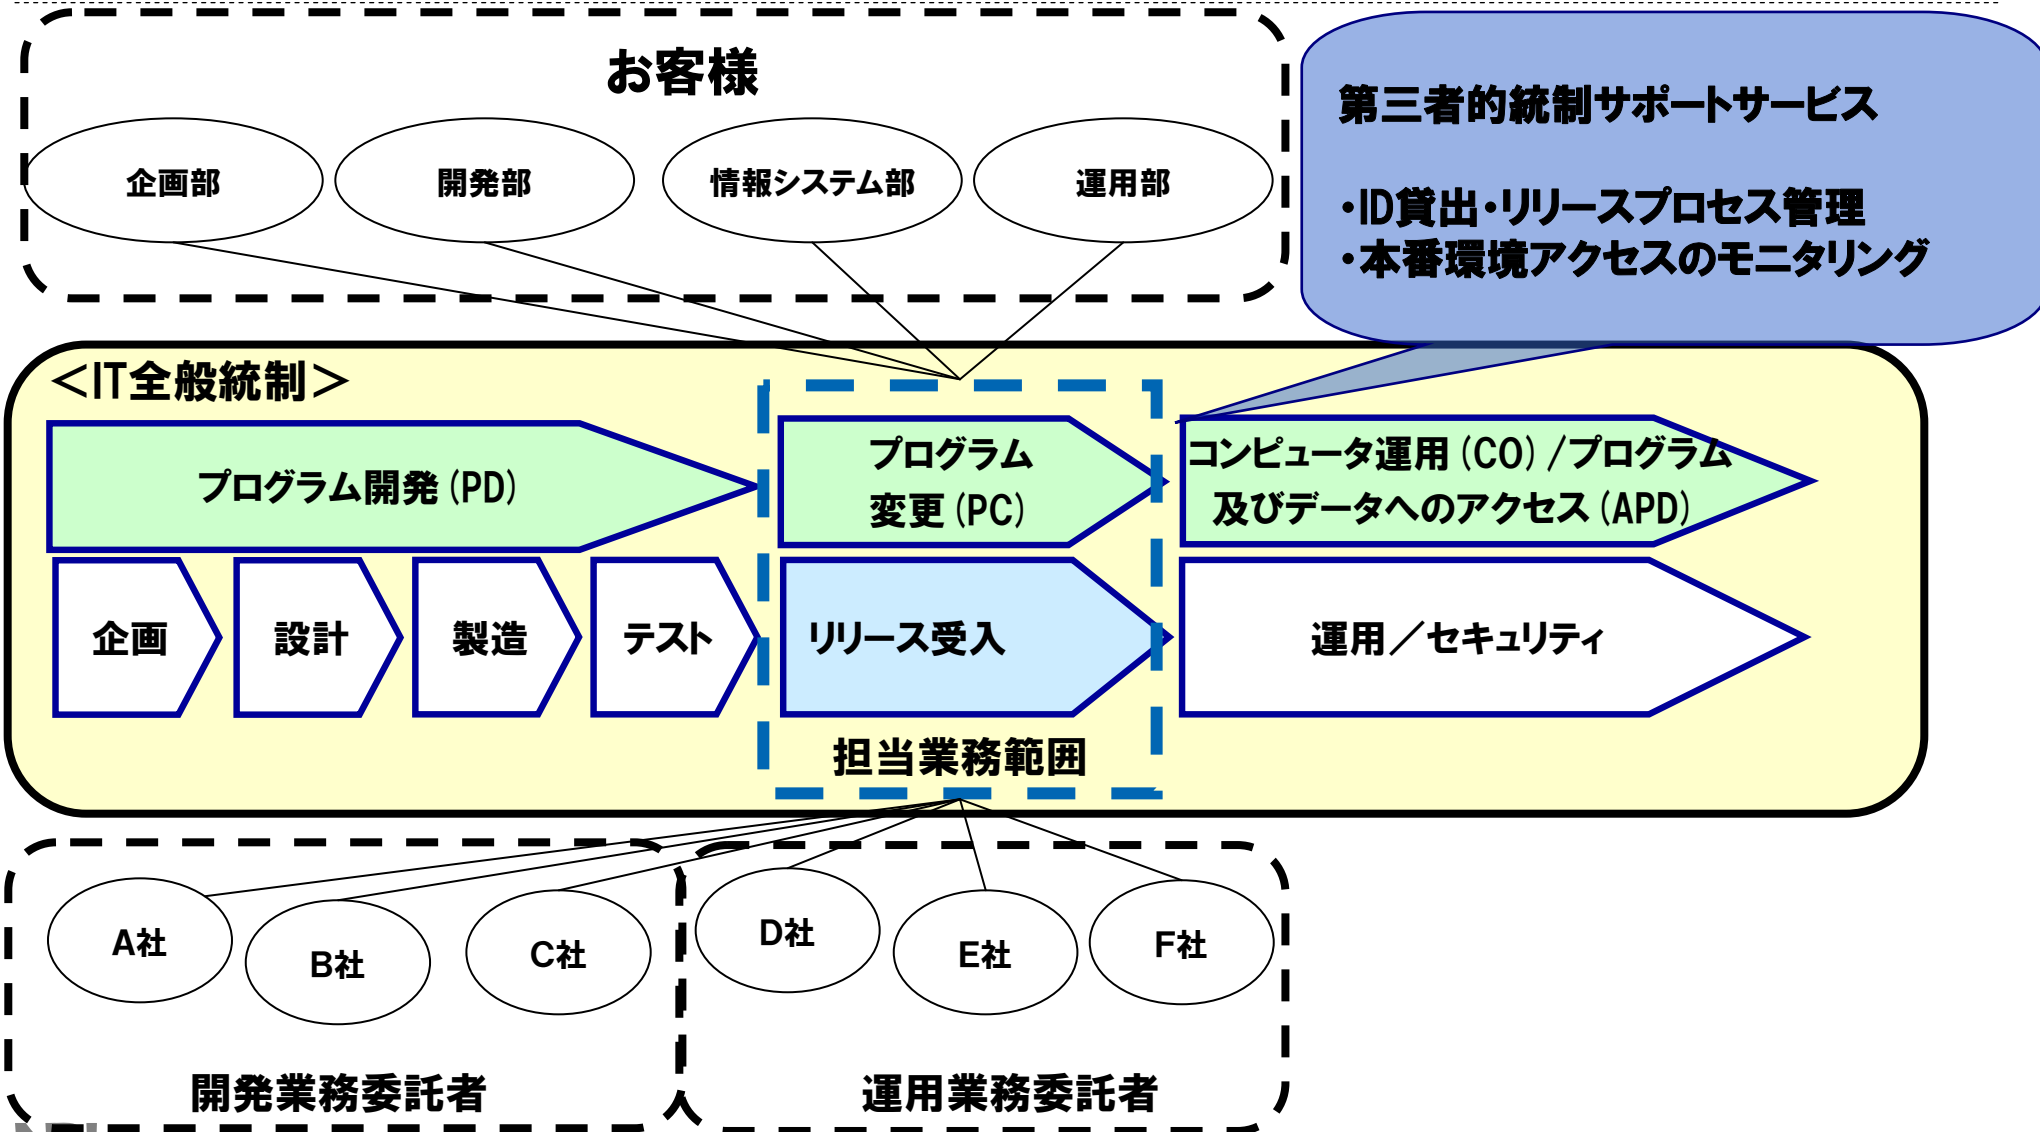 お客様
企画部
開発部
情報システム部
運用部
第三者的統制サポートサービス
・ID貸出・リリースプロセス管理
・本番環境アクセスのモニタリング
＜IT全般統制＞
プログラム開発(PD)
プログラム
変更(PC)
コンピュータ運用(CO)/プログラム
及びデータへのアクセス(APD)
企画
設計
製造
テスト
リリース受入
運用／セキュリティ
担当業務範囲
A社
B社
C社
D社
E社
F社
開発業務委託者
運用業務委託者